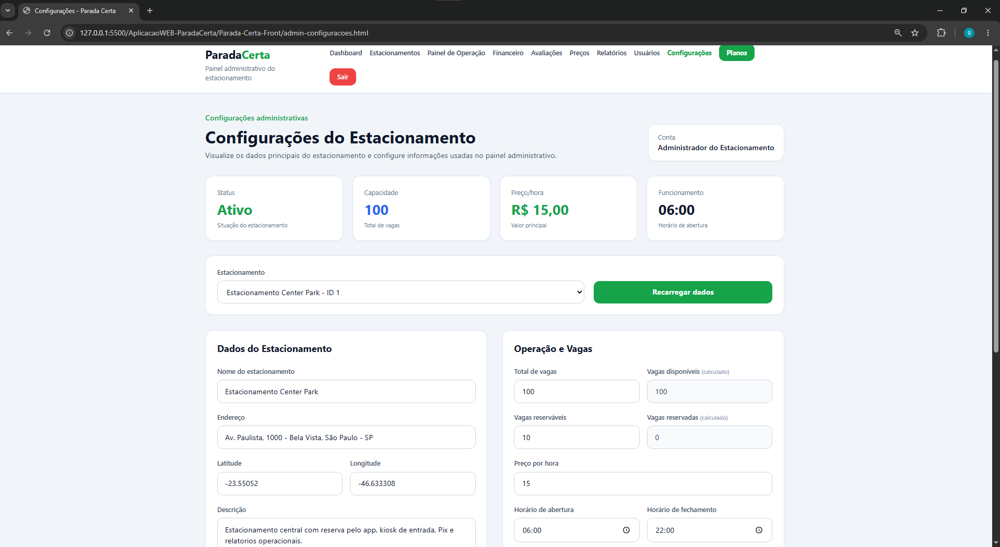 Configurações - Parada Certa
127.0.0.1:5500/AplicacaoWEB-ParadaCerta/Parada-Certa-Front/admin-configuracoes.html
g
ParadaCerta
Painel administrativo do
estacionamento
Dashboard Estacionamentos Painel de Operação Financeiro Avaliações Preços Relatórios Usuários Configurações Planos
Sair
Configurações administrativas
Configurações do Estacionamento
Visualize os dados principais do estacionamento e configure informações usadas no painel administrativo.
Conta
Administrador do Estacionamento
Status
Ativo
Situação do estacionamento
Capacidade
100
Total de vagas
Preço/hora
R$ 15,00
Valor principal
Funcionamento
06:00
Horário de abertura
Estacionamento
Estacionamento Center Park - ID 1
Recarregar dados
Dados do Estacionamento
Nome do estacionamento
Estacionamento Center Park
Endereço
Av. Paulista, 1000 - Bela Vista, São Paulo - SP
Latitude Longitude
-23.55052 -46.633308
Descrição
Estacionamento central com reserva pelo app, kiosk de entrada, Pix e
relatorios operacionais.
Operação e Vagas
Total de vagas Vagas disponíveis (calculado)
100 100
Vagas reserváveis Vagas reservadas (calculado)
10 0
Preço por hora
15
Horário de abertura Horário de fechamento
06:00 22:00